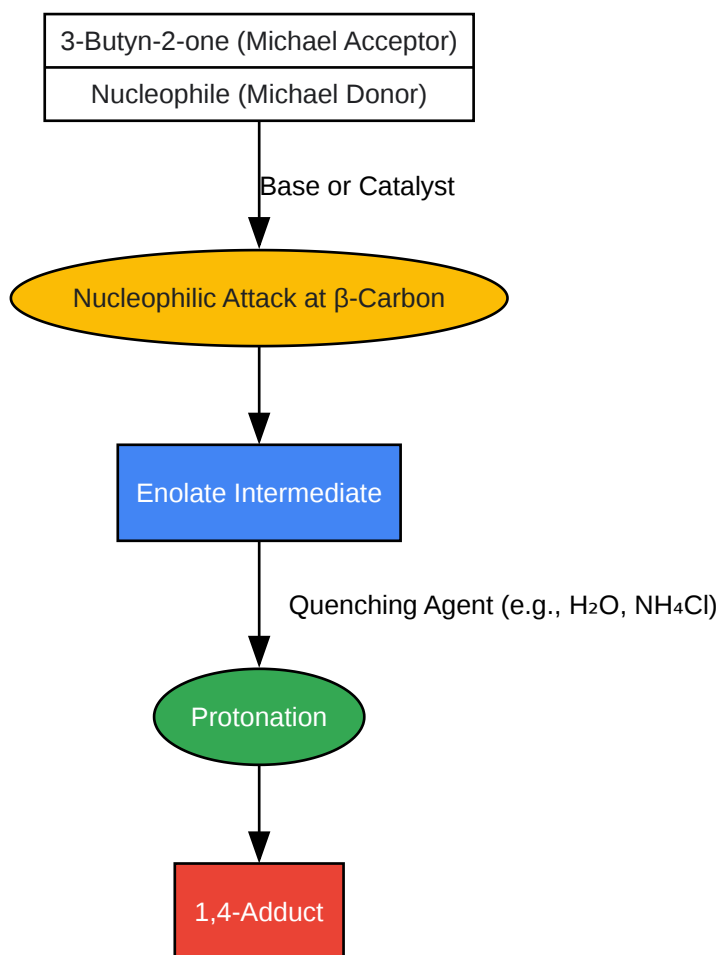 3-Butyn-2-one (Michael Acceptor)
Nucleophile (Michael Donor)
Base or Catalyst
Nucleophilic Attack at β-Carbon
Enolate Intermediate
Quenching Agent (e.g., H₂O, NH₄Cl)
Protonation
1,4-Adduct